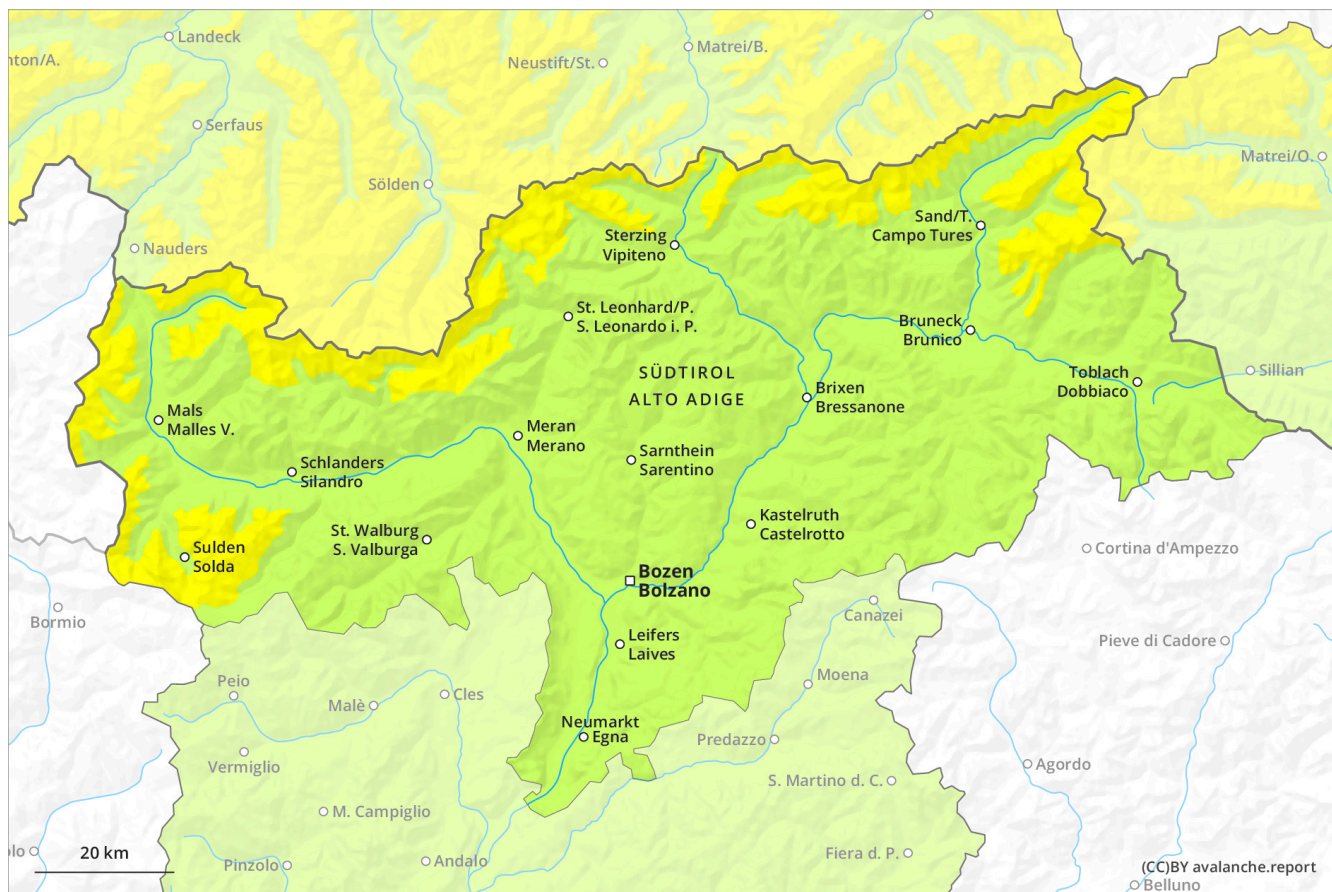 Landeck
nton/A.
Matrei/B.
Neustift/St.
Serfaus
Matrei/O.
Sölden
Sand/T.
Campo Tures
Sterzing
Vipiteno
Nauders
St. Leonhard/P.
S. Leonardo i. P.
Bruneck
Brunico
SÜDTIROL
ALTO ADIGE
Toblach
Dobbiaco
Sillian
Brixen
Bressanone
Mals
Malles V.
Meran
Merano
Sarnthein
Sarentino
Schlanders
Silandro
Kastelruth
Castelrotto
St. Walburg
S. Valburga
Sulden
Solda
Cortina d'Ampezzo
Bozen
Bolzano
Bormio
Canazei
Leifers
Laives
Pieve di Cadore
Moena
Peio
Cles
Malè
Neumarkt
Egna
Predazzo
Vermiglio
Agordo
S. Martino d. C.
M. Campiglio
20 km
olo
Pinzolo
Andalo
Fiera d. P.
(CC)BY avalanche.report
Belluno